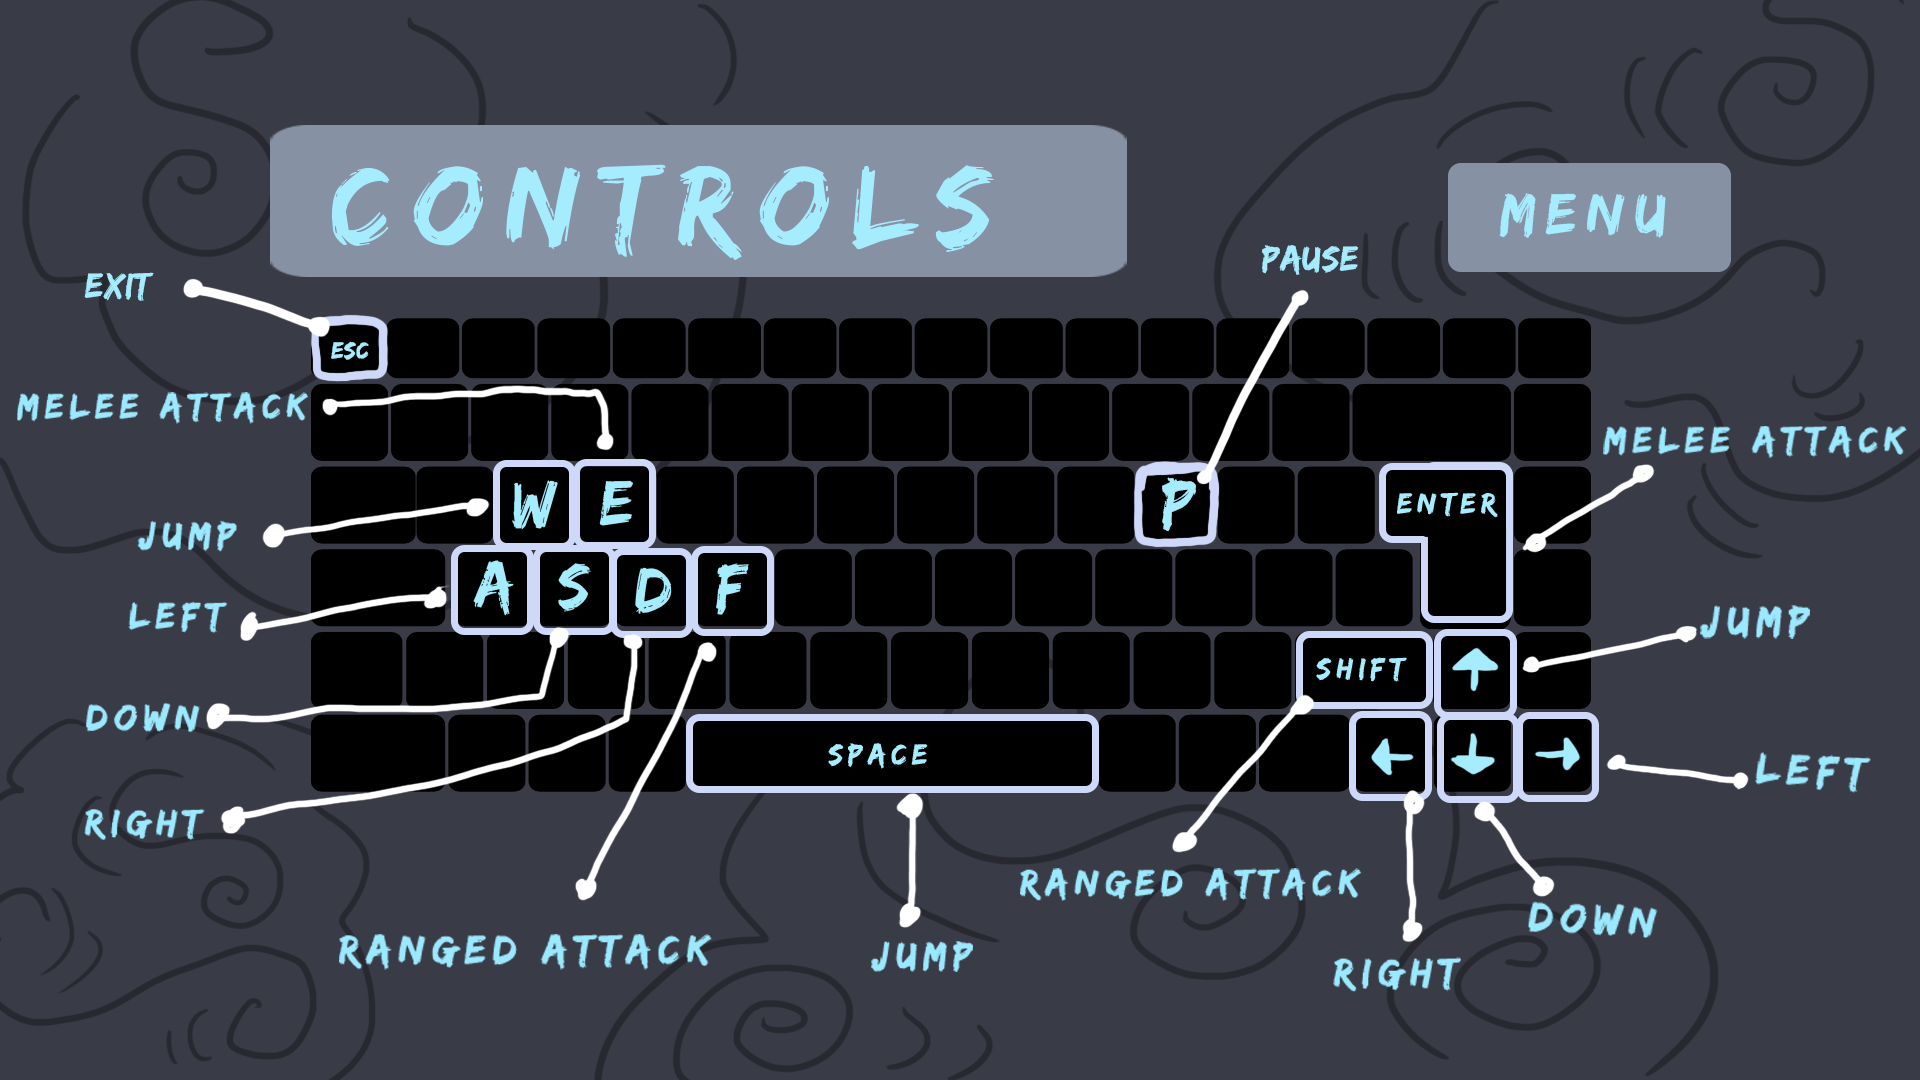 CONTROLS
MENU
PAUSE
EXIT
ESC
MELEE ATTACK
MELEE ATTACK
W E
P
ENTER
JUMP
A S D F
LEFT
JUMP
SHIFT
DOWN
SPACE
LEFT
RIGHT
RANGED ATTACK
DOWN
RANGED ATTACK
JUMP
RIGHT